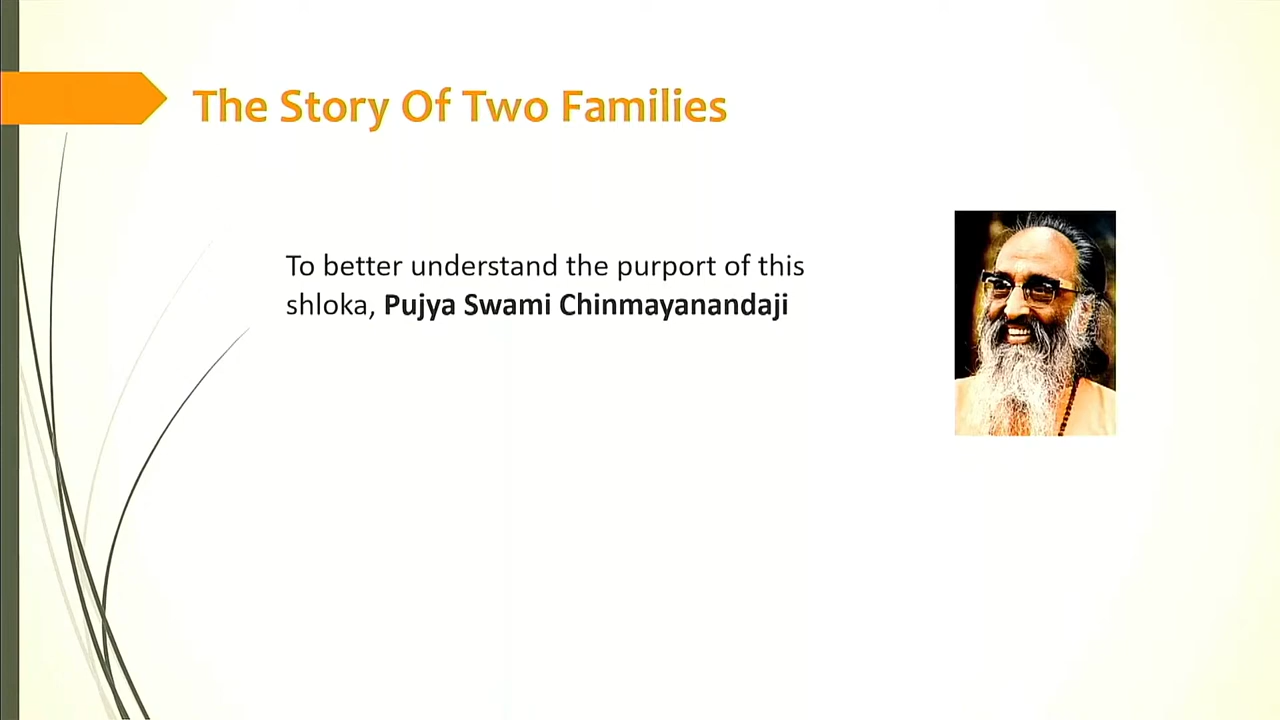 The Story Of Two Families
To better understand the purport of this
shloka, Pujya Swami Chinmayanandaji